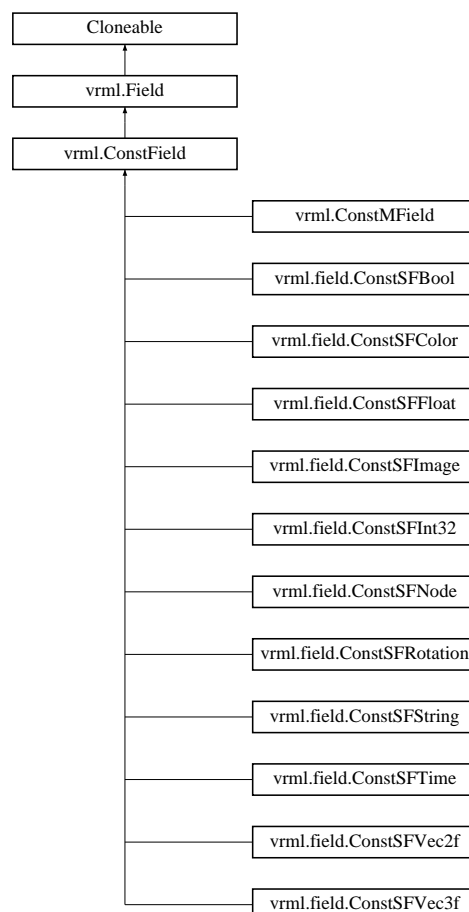 Cloneable
vrml.Field
vrml.ConstField
vrml.ConstMField
vrml.field.ConstSFBool
vrml.field.ConstSFColor
vrml.field.ConstSFFloat
vrml.field.ConstSFImage
vrml.field.ConstSFInt32
vrml.field.ConstSFNode
vrml.field.ConstSFRotation
vrml.field.ConstSFString
vrml.field.ConstSFTime
vrml.field.ConstSFVec2f
vrml.field.ConstSFVec3f